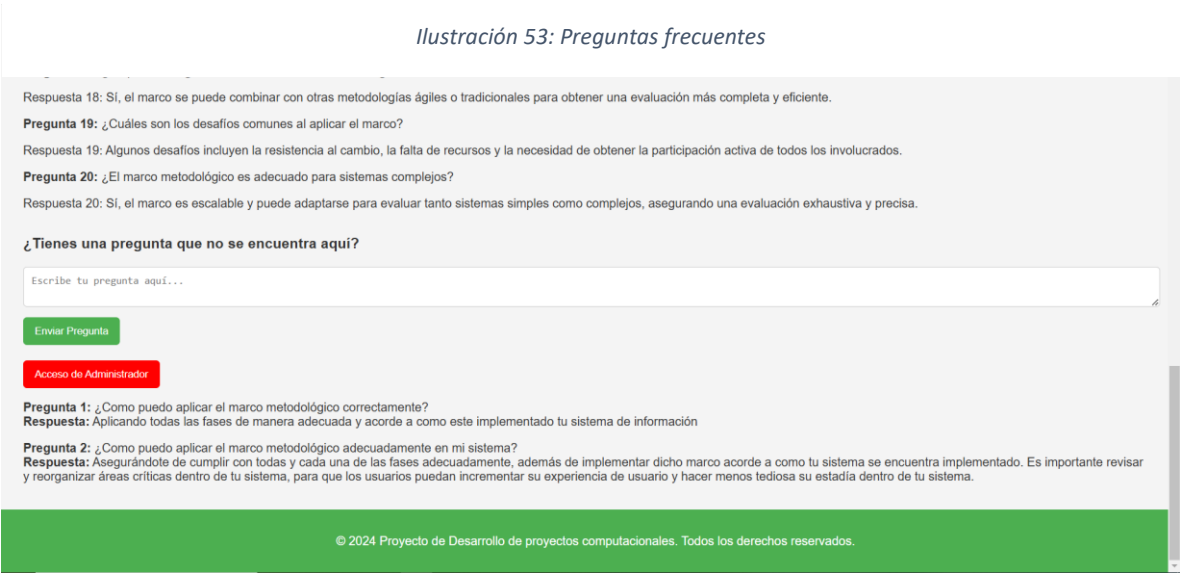 Ilustración 53: Preguntas frecuentes
Respuesta 18: Sí, el marco se puede combinar con otras metodologías ágiles o tradicionales para obtener una evaluación más completa y eficiente.
Pregunta 19: ¿Cuáles son los desafíos comunes al aplicar el marco?
Respuesta 19: Algunos desafíos incluyen la resistencia al cambio, la falta de recursos y la necesidad de obtener la participación activa de todos los involucrados.
Pregunta 20: ¿El marco metodológico es adecuado para sistemas complejos?
Respuesta 20: Sí, el marco es escalable y puede adaptarse para evaluar tanto sistemas simples como complejos, asegurando una evaluación exhaustiva y precisa.
¿Tienes una pregunta que no se encuentra aquí?
Escribe tu pregunta aquí...
Enviar Pregunta
Acceso de Administrador
Pregunta 1: ¿Como puedo aplicar el marco metodológico correctamente?
Respuesta: Aplicando todas las fases de manera adecuada y acorde a como este implementado tu sistema de información
Pregunta 2: ¿Como puedo aplicar el marco metodológico adecuadamente en mi sistema?
Respuesta: Asegurándote de cumplir con todas y cada una de las fases adecuadamente, además de implementar dicho marco acorde a como tu sistema se encuentra implementado. Es importante revisar
y reorganizar áreas críticas dentro de tu sistema, para que los usuarios puedan incrementar su experiencia de usuario y hacer menos tediosa su estadía dentro de tu sistema.
© 2024 Proyecto de Desarrollo de proyectos computacionales. Todos los derechos reservados.